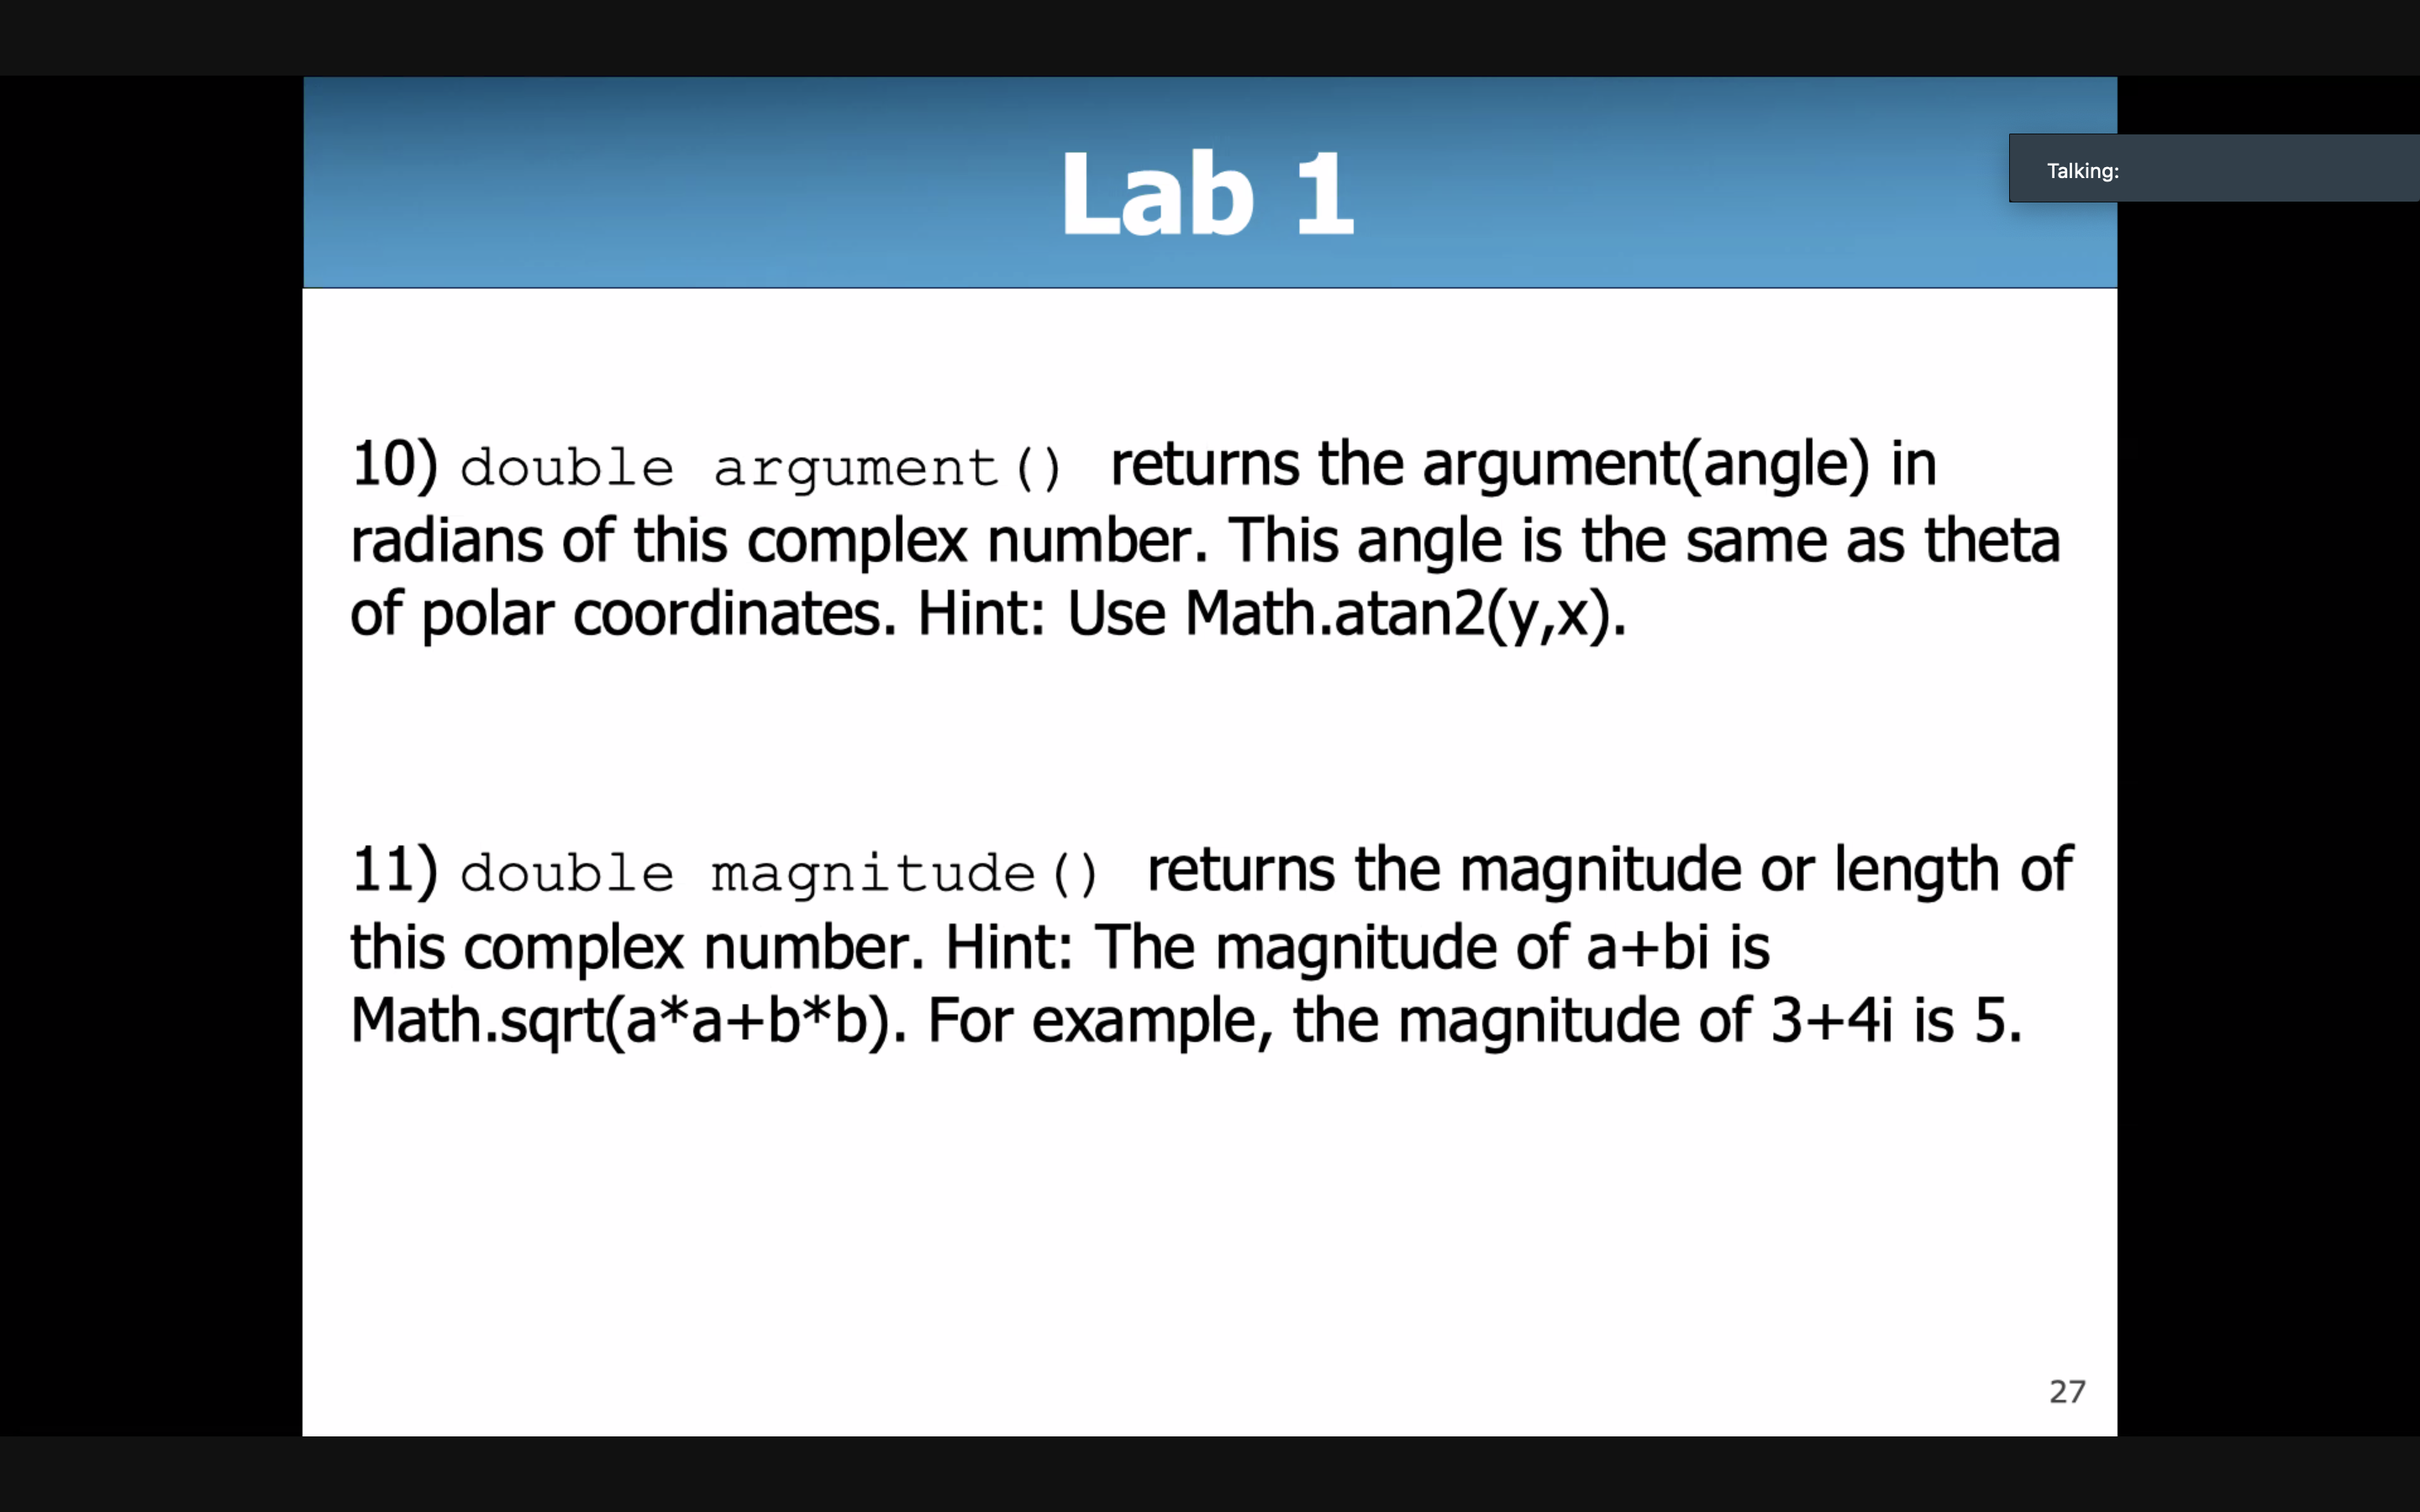 Lab 1
Talking:
10) double argument() returns the argument(angle) in
radians of this complex number. This angle is the same as theta
of polar coordinates. Hint: Use Math.atan2(y,x).
11) double magnitude() returns the magnitude or length of
this complex number. Hint: The magnitude of a+bi is
Math.sqrt(a*a+b*b). For example, the magnitude of 3+4i is 5.
27